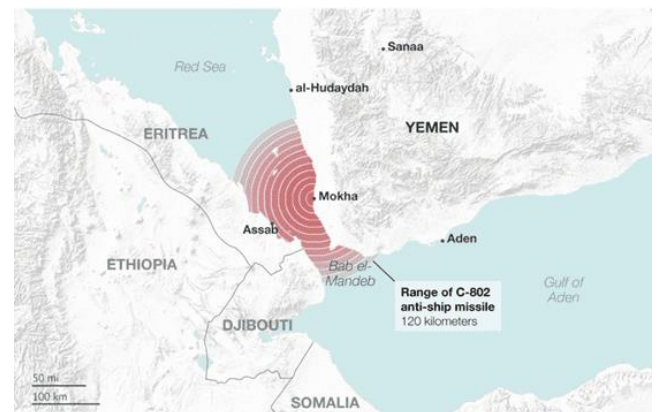 Sanaa
Red Sea
al-Hudaydah
ERITREA
YEMEN
Mokha
Assab
Aden
ETHIOPIA
Bab el-
Mandeb
Range of C-802
anti-ship missile
120 kilometers
Gulf of
Aden
DJIBOUTI
50 mi
100 km
SOMALIA